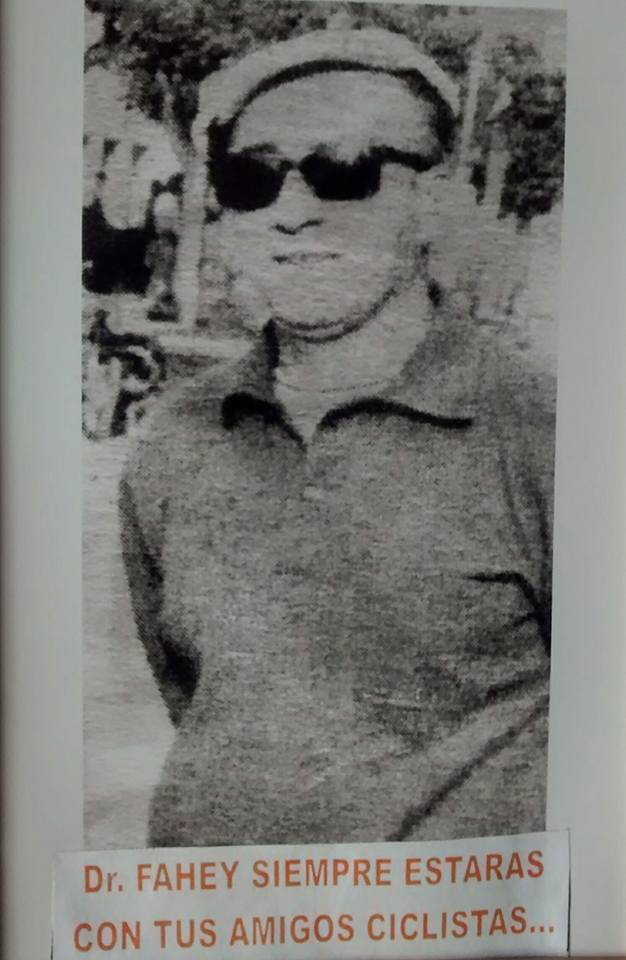 Dr. FAHEY SIEMPRE ESTARAS
CON TUS AMIGOS CICLISTAS...